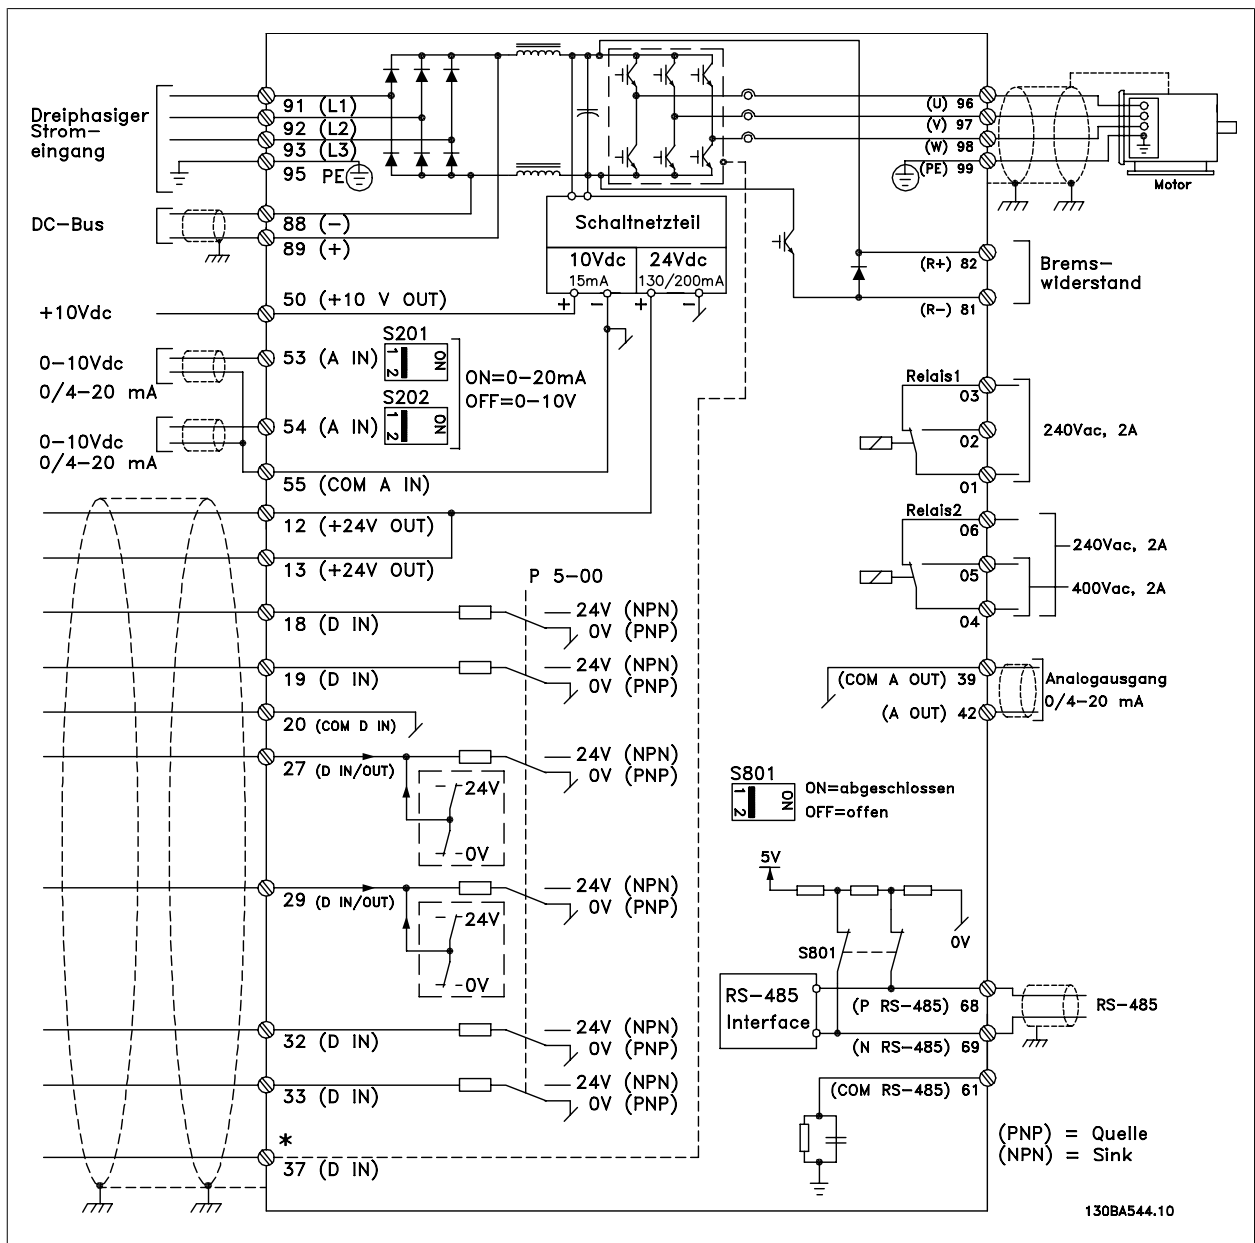 Dreiphasiger
Strom-
eingang
91 (L1)
92 (L2)
93 (L3)
95 PE
DC-Bus
88 (-)
89 (+)
+10Vdc
50 (+10 V OUT)
0-10Vdc
0/4-20 mA
53 (A IN)
S201
1 2
ON
S202
1 2
ON
ON=0-20mA
OFF=0-10V
0-10Vdc
0/4-20 mA
54 (A IN)
55 (COM A IN)
12 (+24V OUT)
13 (+24V OUT)
P 5-00
18 (D IN)
24V (NPN)
0V (PNP)
19 (D IN)
24V (NPN)
0V (PNP)
20 (COM D IN)
27 (D IN/OUT)
24V (NPN)
0V (PNP)
24V
0V
29 (D IN/OUT)
24V (NPN)
0V (PNP)
24V
0V
32 (D IN)
24V (NPN)
0V (PNP)
33 (D IN)
24V (NPN)
0V (PNP)
*
37 (D IN)
Schaltnetzteil
10Vdc
15mA
24Vdc
130/200mA
+ - + -
(U) 96
(V) 97
(W) 98
(PE) 99
Motor
(R+) 82
(R-) 81
Brems-
widerstand
Relais1
03
02
01
240Vac, 2A
Relais2
06
05
04
240Vac, 2A
400Vac, 2A
(COM A OUT) 39
(A OUT) 42
Analogausgang
0/4-20 mA
S801
1 2
ON
ON=abgeschlossen
OFF=offen
5V
0V
S801
RS-485
Interface
(P RS-485) 68
(N RS-485) 69
RS-485
(COM RS-485) 61
(PNP) = Quelle
(NPN) = Sink
130BA544.10